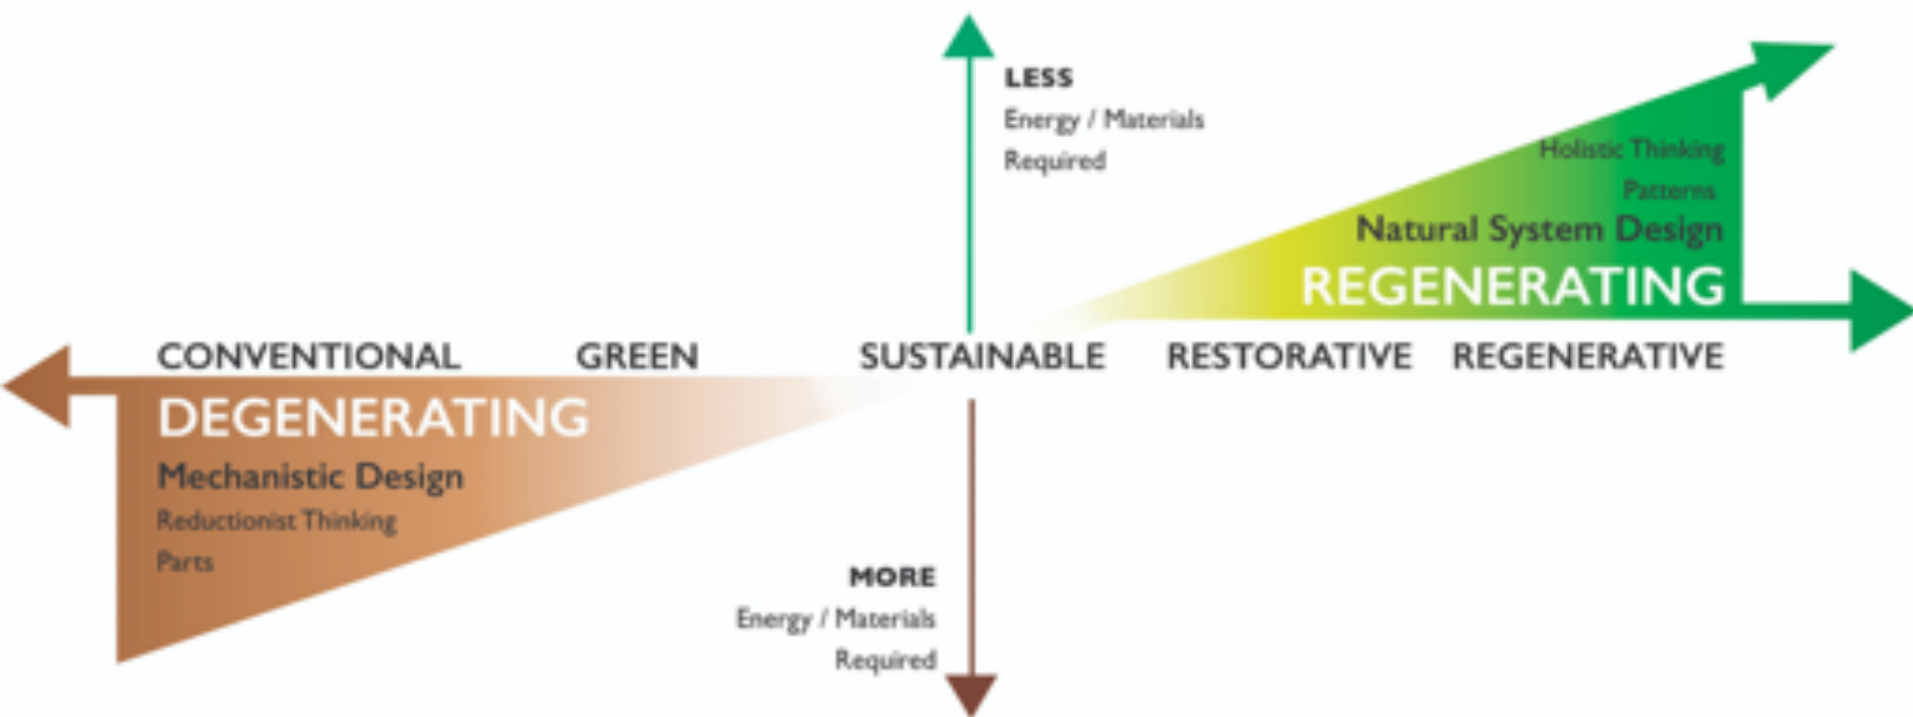 LESS
Energy / Materials
Required
Holistic Thinking
Patterns
Natural System Design
REGENERATING
CONVENTIONAL GREEN SUSTAINABLE RESTORATIVE REGENERATIVE
DEGENERATING
Mechanistic Design
Reductionist Thinking
Parts
MORE
Energy / Materials
Required